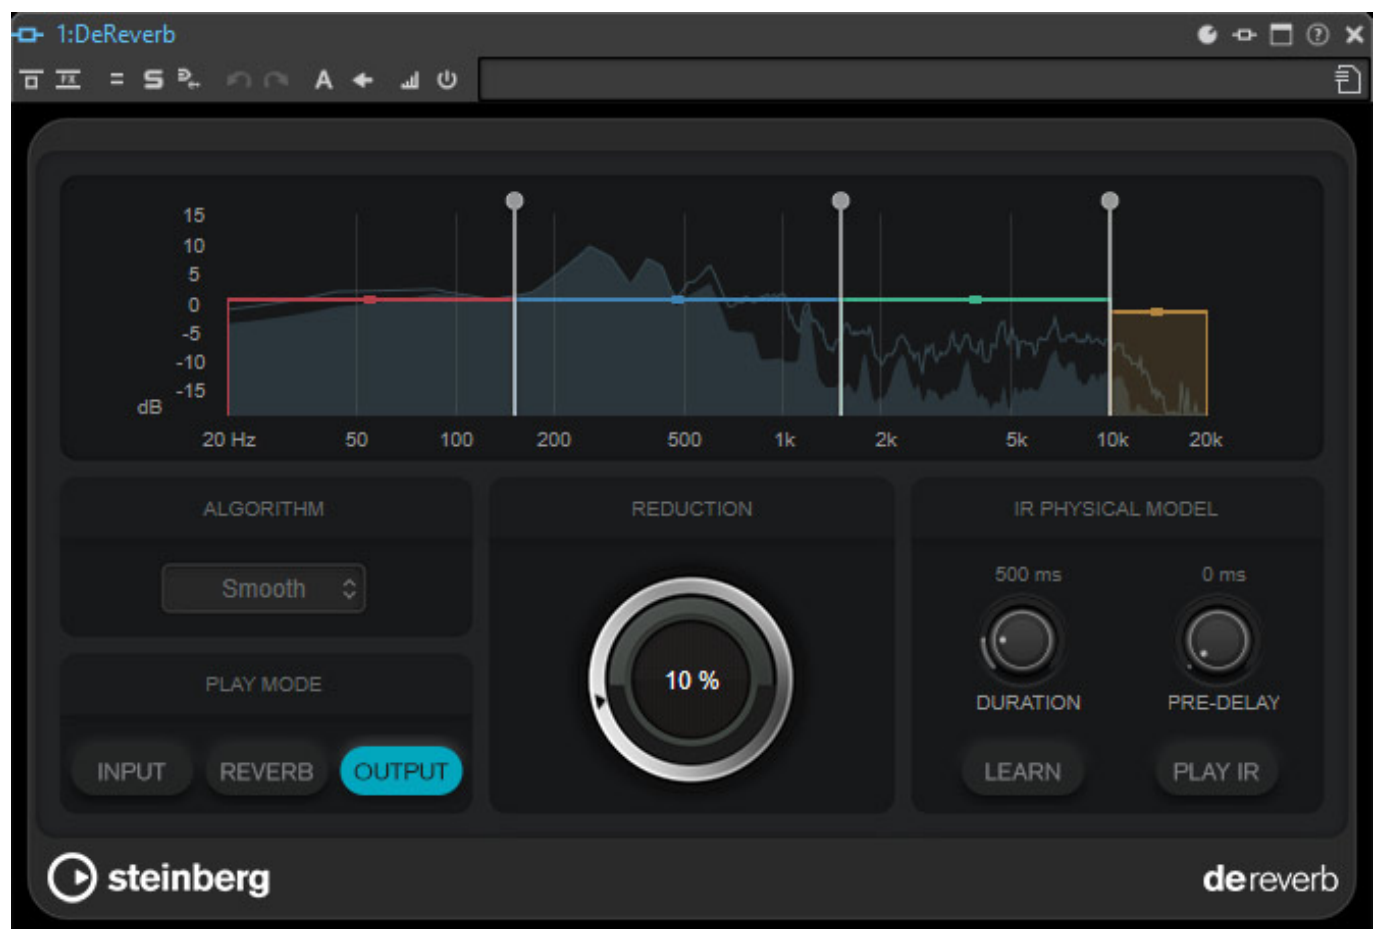 1:DeReverb
FX = S A
15
10
5
0
-5
-10
-15
dB
20 Hz 50 100 200 500 1k 2k 5k 10k 20k
ALGORITHM
Smooth
PLAY MODE
INPUT REVERB OUTPUT
REDUCTION
10 %
IR PHYSICAL MODEL
500 ms 0 ms
DURATION PRE-DELAY
LEARN PLAY IR
steinberg
dereverb